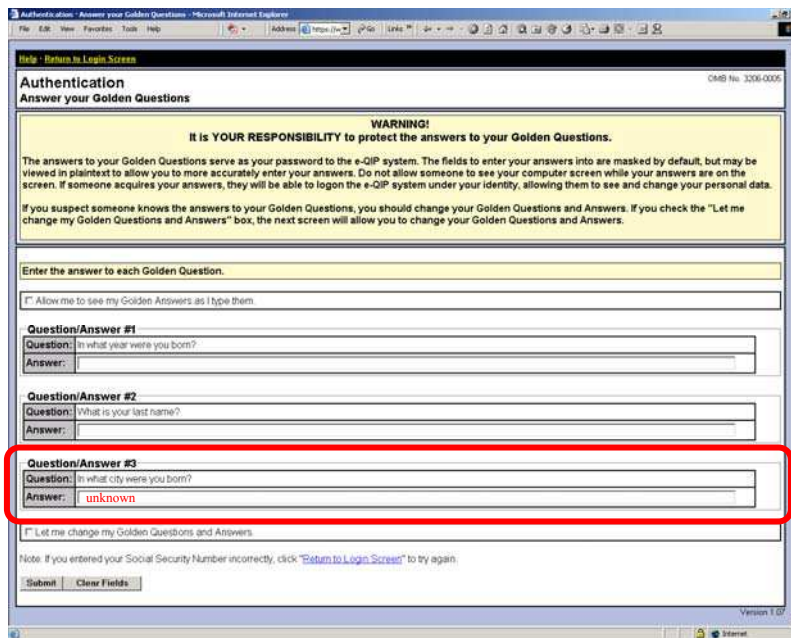 Authentication - Answer your Golden Questions - Microsoft Internet Explorer
File Edit View Favorites Tools Help Address https:// Go Links
Help · Return to Login Screen
Authentication
OMB No. 3206-0005
Answer your Golden Questions
WARNING!
It is YOUR RESPONSIBILITY to protect the answers to your Golden Questions.
The answers to your Golden Questions serve as your password to the e-QIP system. The fields to enter your answers into are masked by default, but may be
viewed in plaintext to allow you to more accurately enter your answers. Do not allow someone to see your computer screen while your answers are on the
screen. If someone acquires your answers, they will be able to logon the e-QIP system under your identity, allowing them to see and change your personal data.
If you suspect someone knows the answers to your Golden Questions, you should change your Golden Questions and Answers. If you check the "Let me
change my Golden Questions and Answers" box, the next screen will allow you to change your Golden Questions and Answers.
Enter the answer to each Golden Question.
Allow me to see my Golden Answers as I type them.
Question/Answer #1
Question: In what year were you born?
Answer:
Question/Answer #2
Question: What is your last name?
Answer:
Question/Answer #3
Question: In what city were you born?
Answer: unknown
Let me change my Golden Questions and Answers.
Note: If you entered your Social Security Number incorrectly, click "Return to Login Screen" to try again.
Submit Clear Fields
Version 1.07
Internet